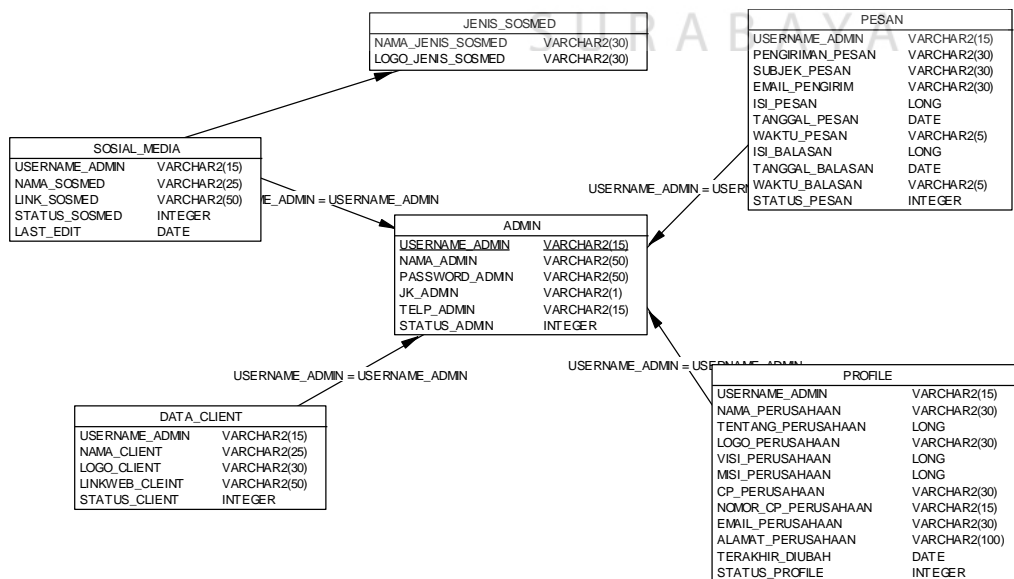 SURABAYA
JENIS_SOSMED
NAMA_JENIS_SOSMED VARCHAR2(30)
LOGO_JENIS_SOSMED VARCHAR2(30)
PESAN
USERNAME_ADMIN VARCHAR2(15)
PENGIRIMAN_PESAN VARCHAR2(30)
SUBJEK_PESAN VARCHAR2(30)
EMAIL_PENGIRIM VARCHAR2(30)
ISI_PESAN LONG
TANGGAL_PESAN DATE
WAKTU_PESAN VARCHAR2(5)
ISI_BALASAN LONG
TANGGAL_BALASAN DATE
WAKTU_BALASAN VARCHAR2(5)
STATUS_PESAN INTEGER
SOSIAL_MEDIA
USERNAME_ADMIN VARCHAR2(15)
NAMA_SOSMED VARCHAR2(25)
LINK_SOSMED VARCHAR2(50)
STATUS_SOSMED INTEGER
LAST_EDIT DATE
ME_ADMIN = USERNAME_ADMIN
USERNAME_ADMIN = USERN
ADMIN
USERNAME_ADMIN VARCHAR2(15)
NAMA_ADMIN VARCHAR2(50)
PASSWORD_ADMIN VARCHAR2(50)
JK_ADMIN VARCHAR2(1)
TELP_ADMIN VARCHAR2(15)
STATUS_ADMIN INTEGER
USERNAME_ADMIN = USERNAME_ADMIN
USERNAME_ADMIN = USERNAME_ADMIN
DATA_CLIENT
USERNAME_ADMIN VARCHAR2(15)
NAMA_CLIENT VARCHAR2(25)
LOGO_CLIENT VARCHAR2(30)
LINKWEB_CLEINT VARCHAR2(50)
STATUS_CLIENT INTEGER
PROFILE
USERNAME_ADMIN VARCHAR2(15)
NAMA_PERUSAHAAN VARCHAR2(30)
TENTANG_PERUSAHAAN LONG
LOGO_PERUSAHAAN VARCHAR2(30)
VISI_PERUSAHAAN LONG
MISI_PERUSAHAAN LONG
CP_PERUSAHAAN VARCHAR2(30)
NOMOR_CP_PERUSAHAAN VARCHAR2(15)
EMAIL_PERUSAHAAN VARCHAR2(30)
ALAMAT_PERUSAHAAN VARCHAR2(100)
TERAKHIR_DIUBAH DATE
STATUS_PROFILE INTEGER